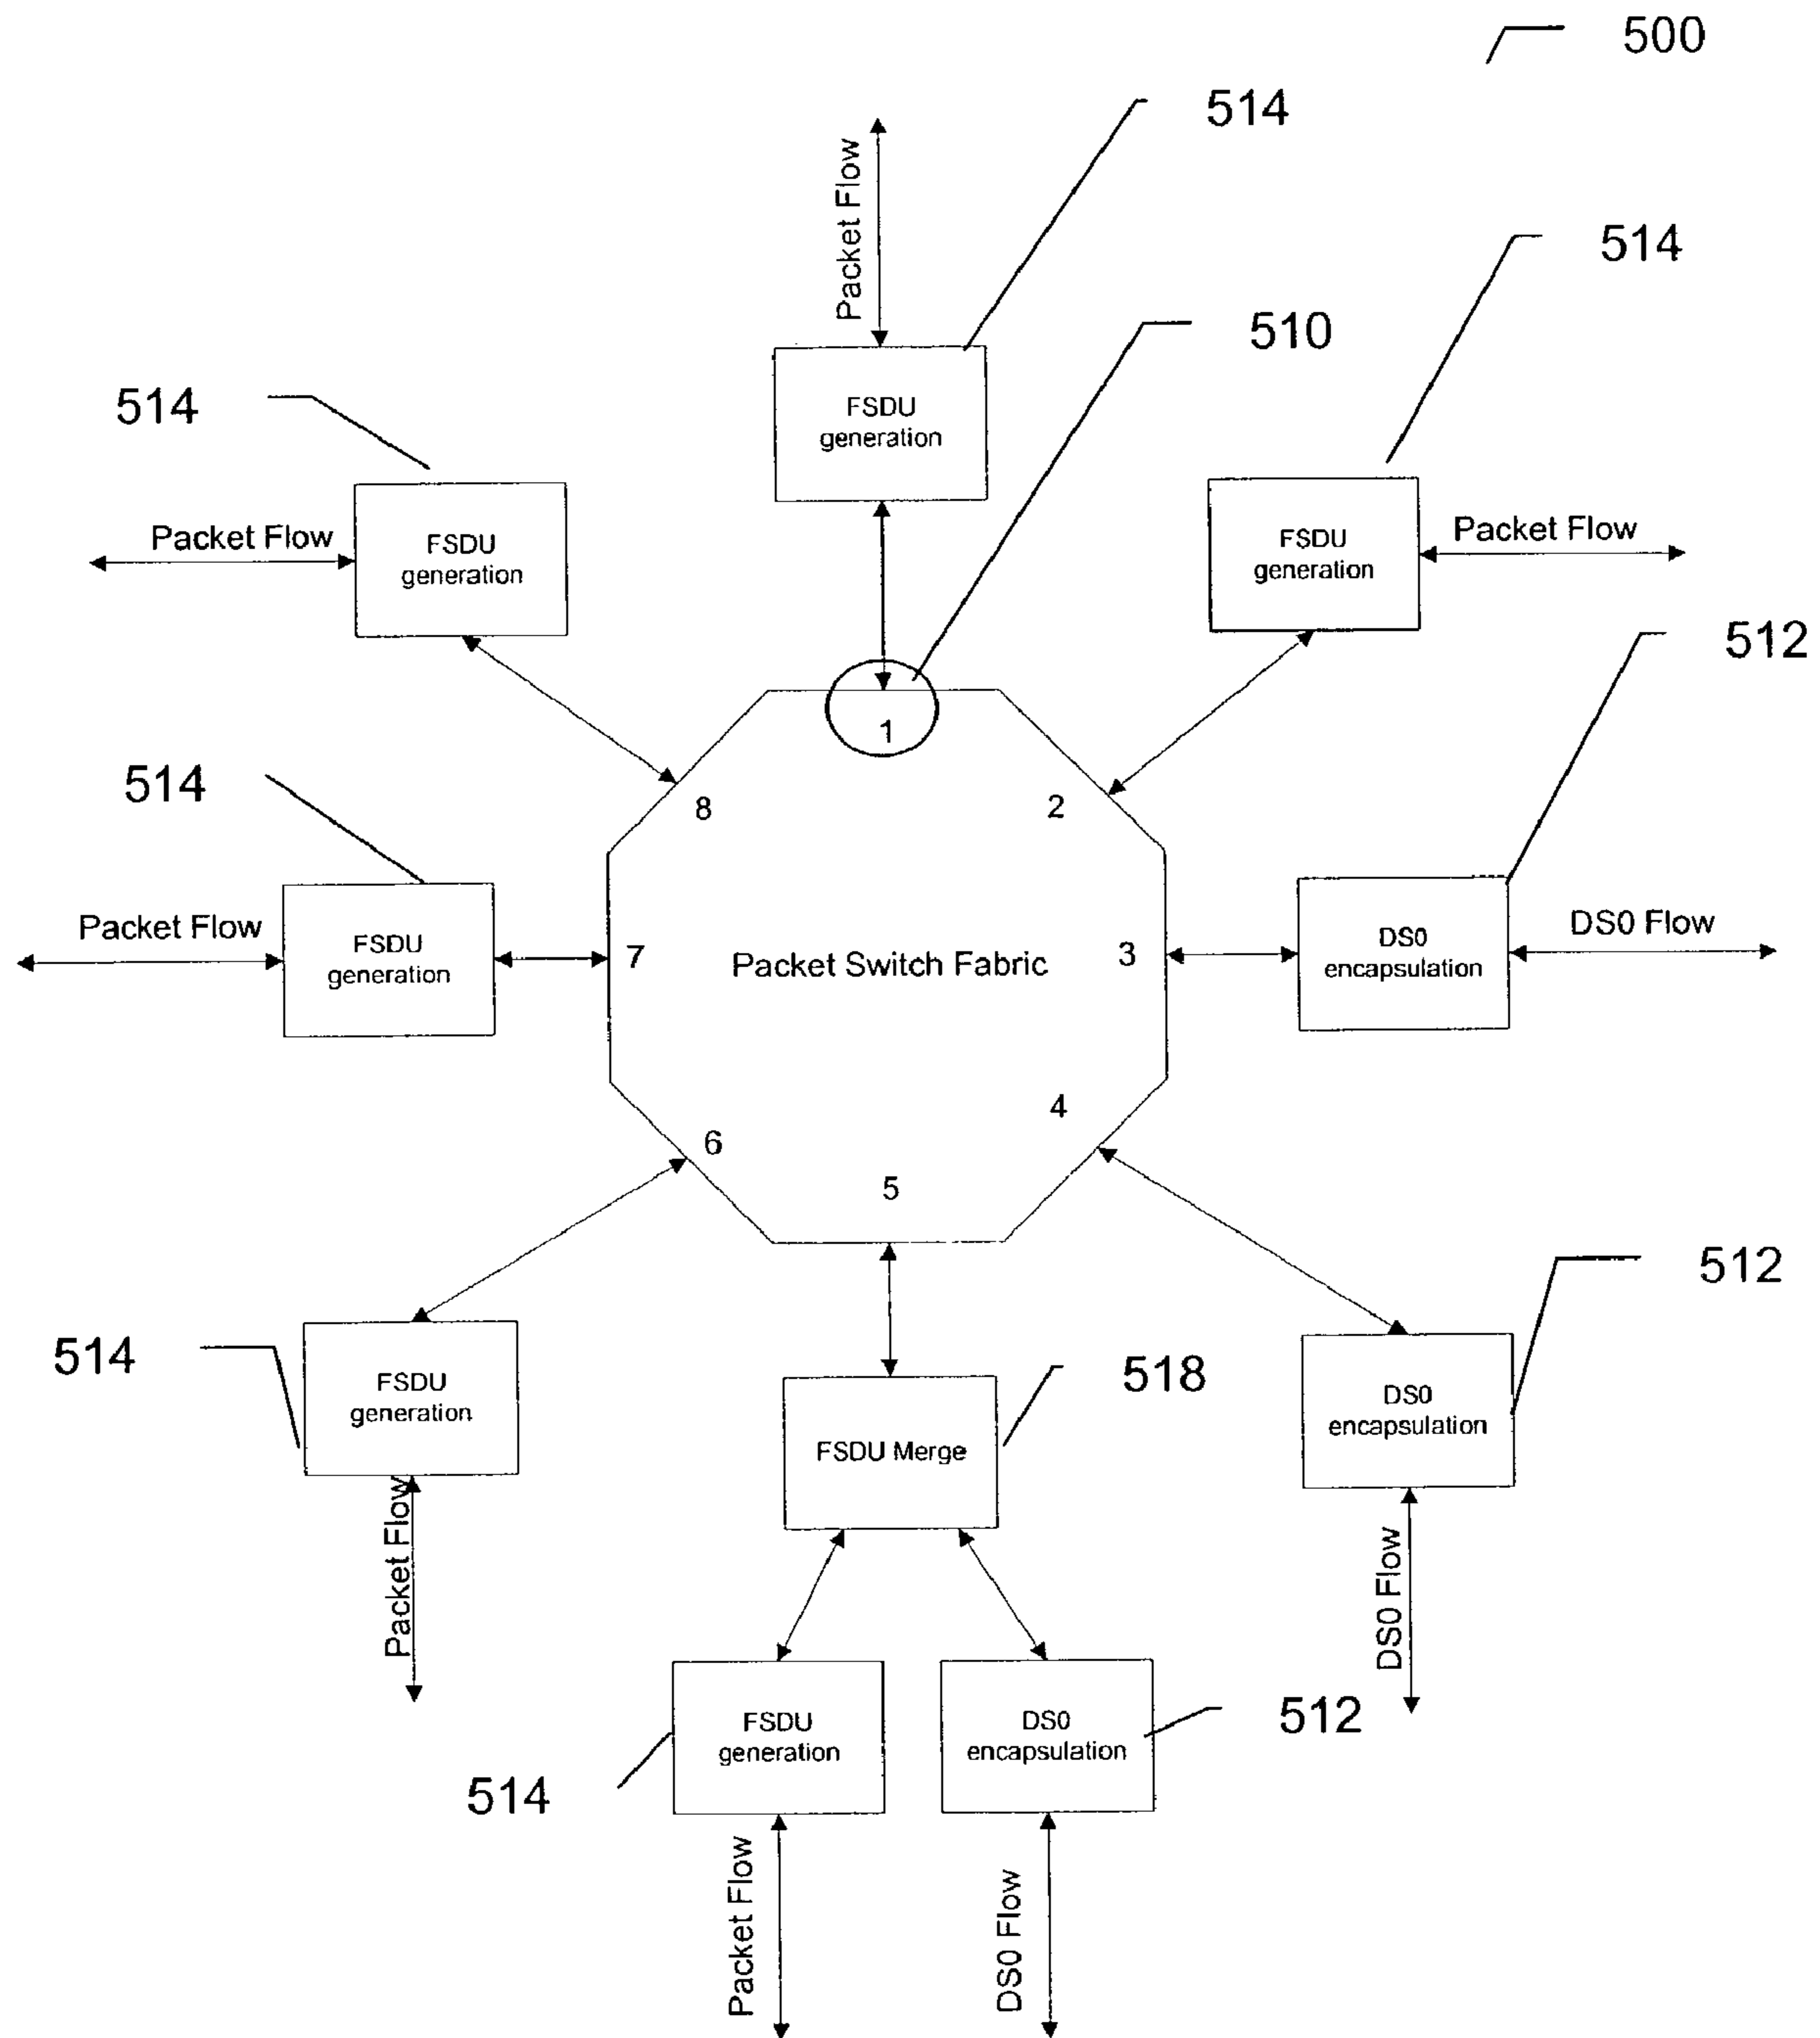 500
514
Packet Flow
514
510
FSDU
generation
514
Packet Flow
FSDU
generation
FSDU
generation
Packet Flow
512
1
8
2
514
Packet Flow
FSDU
generation
7
Packet Switch Fabric
3
DS0
encapsulation
DS0 Flow
4
6
5
512
514
FSDU
generation
518
FSDU Merge
DS0
encapsulation
Packet Flow
DS0 Flow
FSDU
generation
DS0
encapsulation
512
514
Packet Flow
DS0 Flow